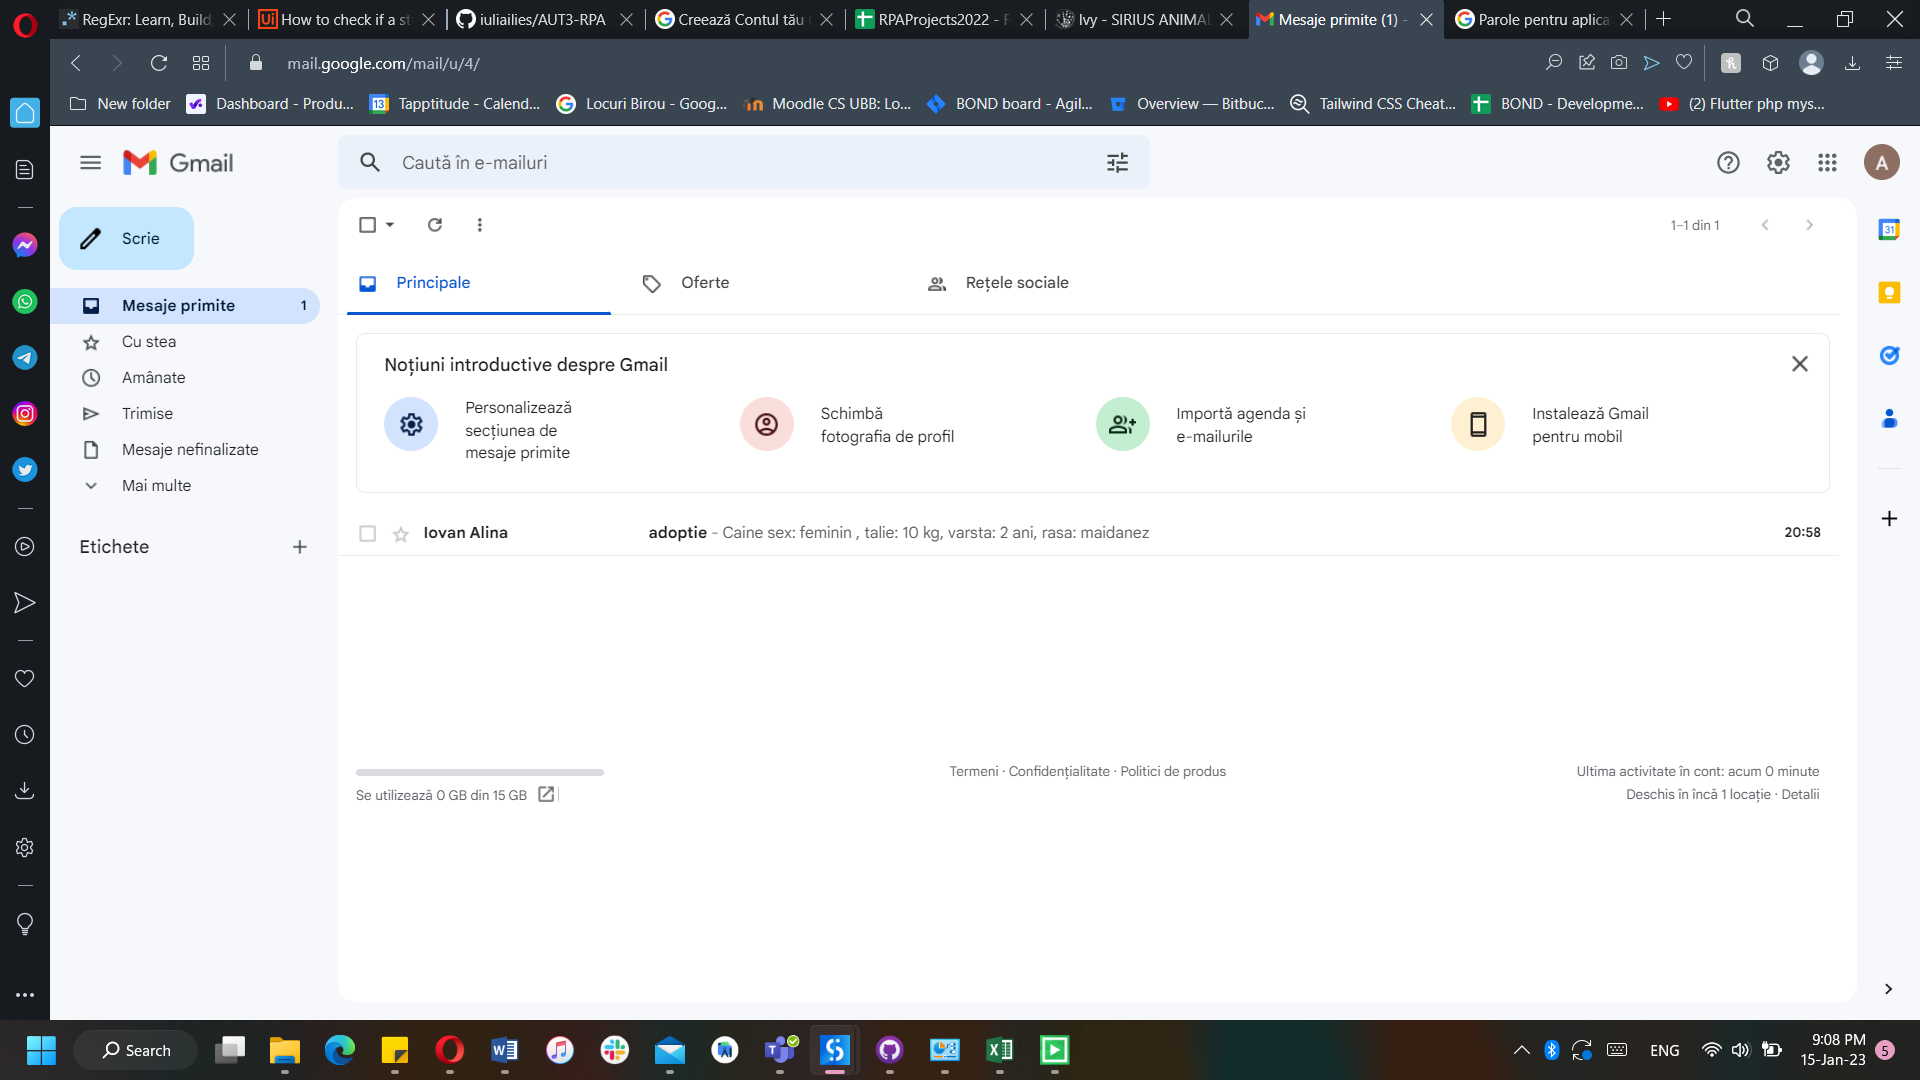 RegExr: Learn, Build,
How to check if a st
iuliailies/AUT3-RPA
Creează Contul tău
RPAProjects2022 - F
Ivy - SIRIUS ANIMAL
Mesaje primite (1) -
Parole pentru aplica
mail.google.com/mail/u/4/
New folder
Dashboard - Produ...
Tapptitude - Calend...
Locuri Birou - Goog...
Moodle CS UBB: Lo...
BOND board - Agil...
Overview — Bitbuc...
Tailwind CSS Cheat...
BOND - Developme...
(2) Flutter php mys...
Gmail
Caută în e-mailuri
A
Scrie
1–1 din 1
Principale
Oferte
Rețele sociale
Mesaje primite 1
Cu stea
Amânate
Trimise
Mesaje nefinalizate
Mai multe
Etichete
Noțiuni introductive despre Gmail
Personalizează
secțiunea de
mesaje primite
Schimbă
fotografia de profil
Importă agenda și
e-mailurile
Instalează Gmail
pentru mobil
Iovan Alina adoptie - Caine sex: feminin , talie: 10 kg, varsta: 2 ani, rasa: maidanez 20:58
Se utilizează 0 GB din 15 GB
Termeni · Confidențialitate · Politici de produs
Ultima activitate în cont: acum 0 minute
Deschis în încă 1 locație · Detalii
Search
ENG
9:08 PM
15-Jan-23
5